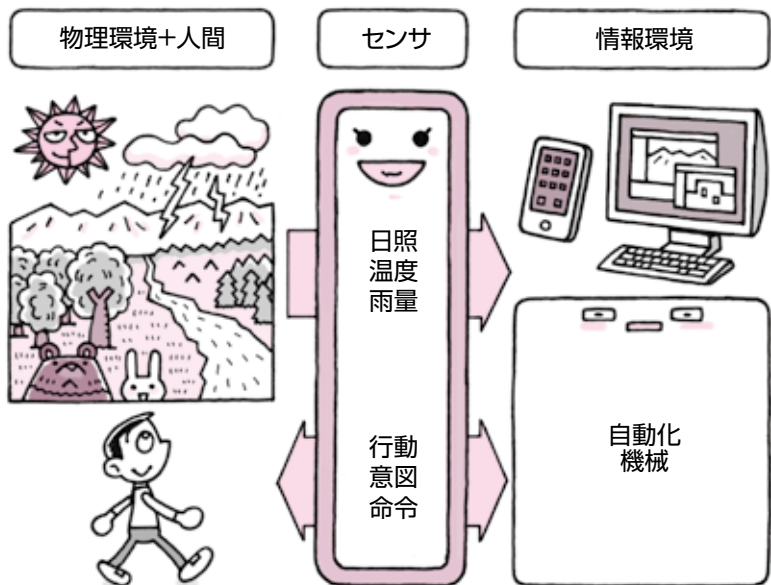 物理環境+人間
センサ
情報環境
日照
温度
雨量
行動
意図
命令
自動化
機械